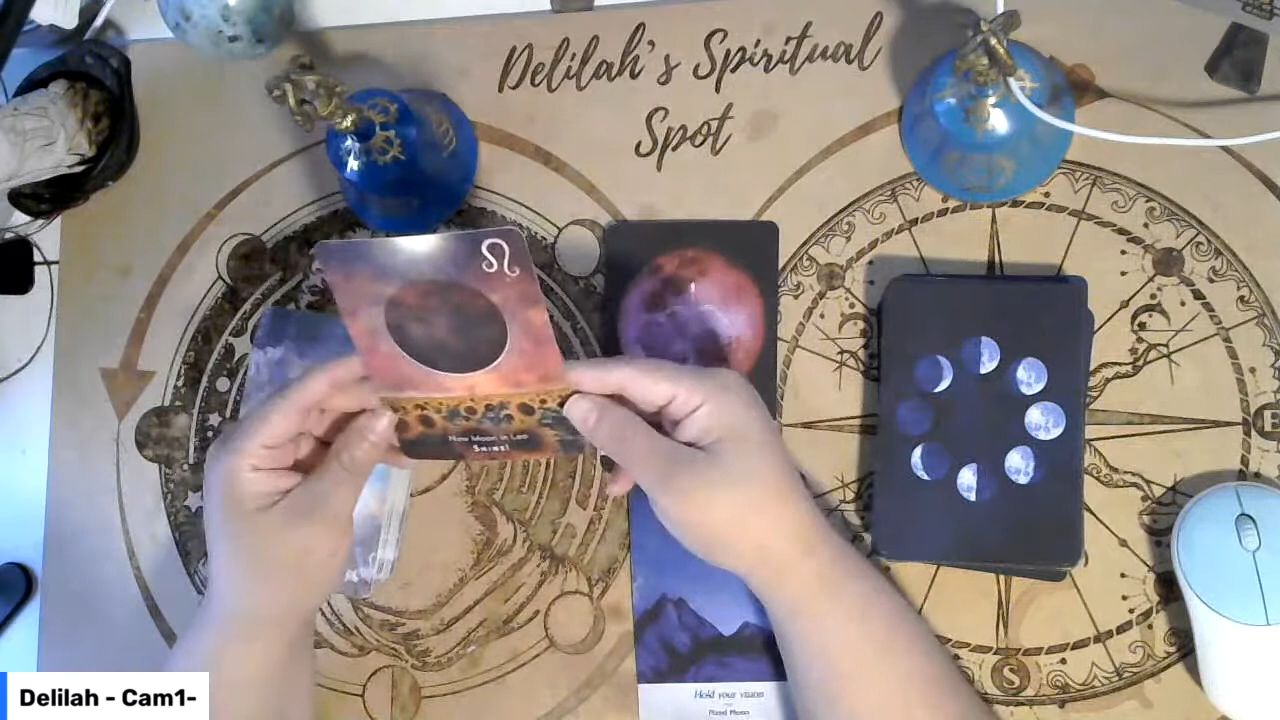 Delilah's Spiritual
Spot
New Moon in Leo
SHINE!
Hold your vision
S
Delilah - Cam1-